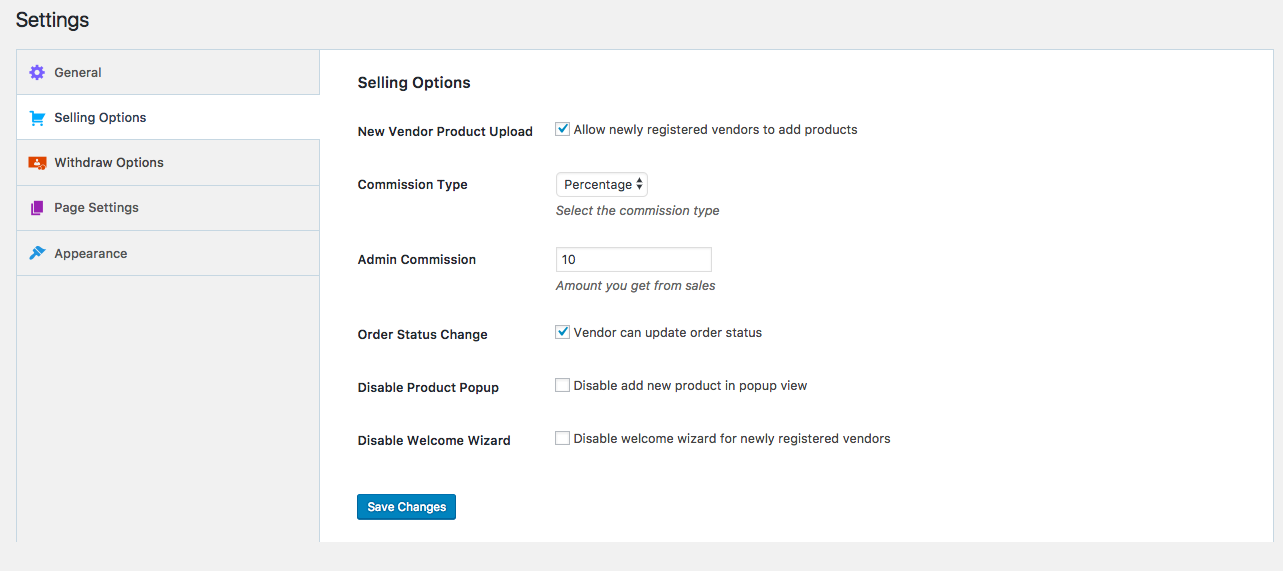 Settings
General
Selling Options
Withdraw Options
Page Settings
Appearance
Selling Options
New Vendor Product Upload Allow newly registered vendors to add products
Commission Type Percentage
Select the commission type
Admin Commission 10
Amount you get from sales
Order Status Change Vendor can update order status
Disable Product Popup Disable add new product in popup view
Disable Welcome Wizard Disable welcome wizard for newly registered vendors
Save Changes